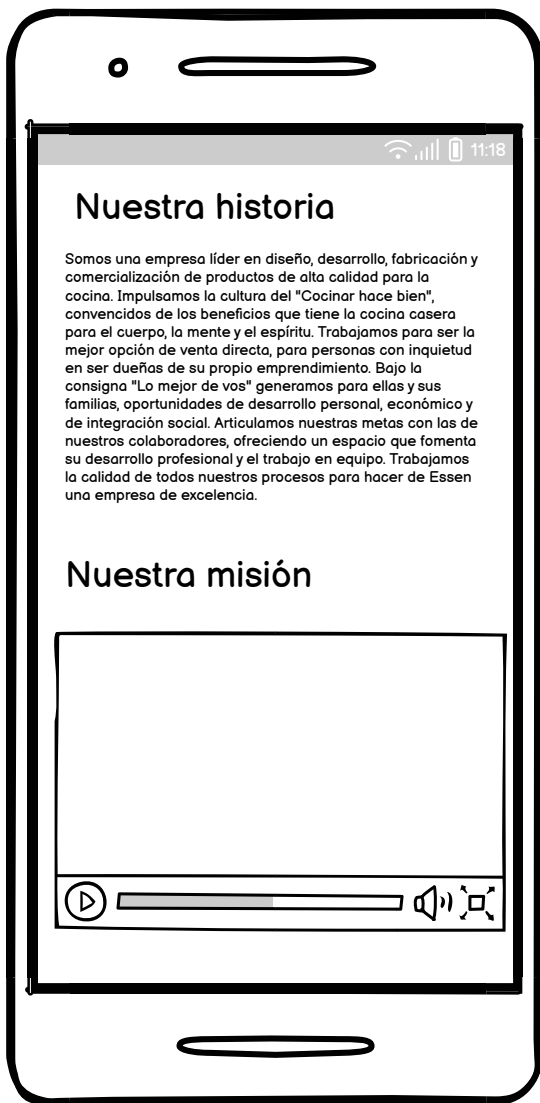 11:18
Nuestra historia
Somos una empresa líder en diseño, desarrollo, fabricación y
comercialización de productos de alta calidad para la
cocina. Impulsamos la cultura del "Cocinar hace bien",
convencidos de los beneficios que tiene la cocina casera
para el cuerpo, la mente y el espíritu. Trabajamos para ser la
mejor opción de venta directa, para personas con inquietud
en ser dueñas de su propio emprendimiento. Bajo la
consigna "Lo mejor de vos" generamos para ellas y sus
familias, oportunidades de desarrollo personal, económico y
de integración social. Articulamos nuestras metas con las de
nuestros colaboradores, ofreciendo un espacio que fomenta
su desarrollo profesional y el trabajo en equipo. Trabajamos
la calidad de todos nuestros procesos para hacer de Essen
una empresa de excelencia.
Nuestra misión